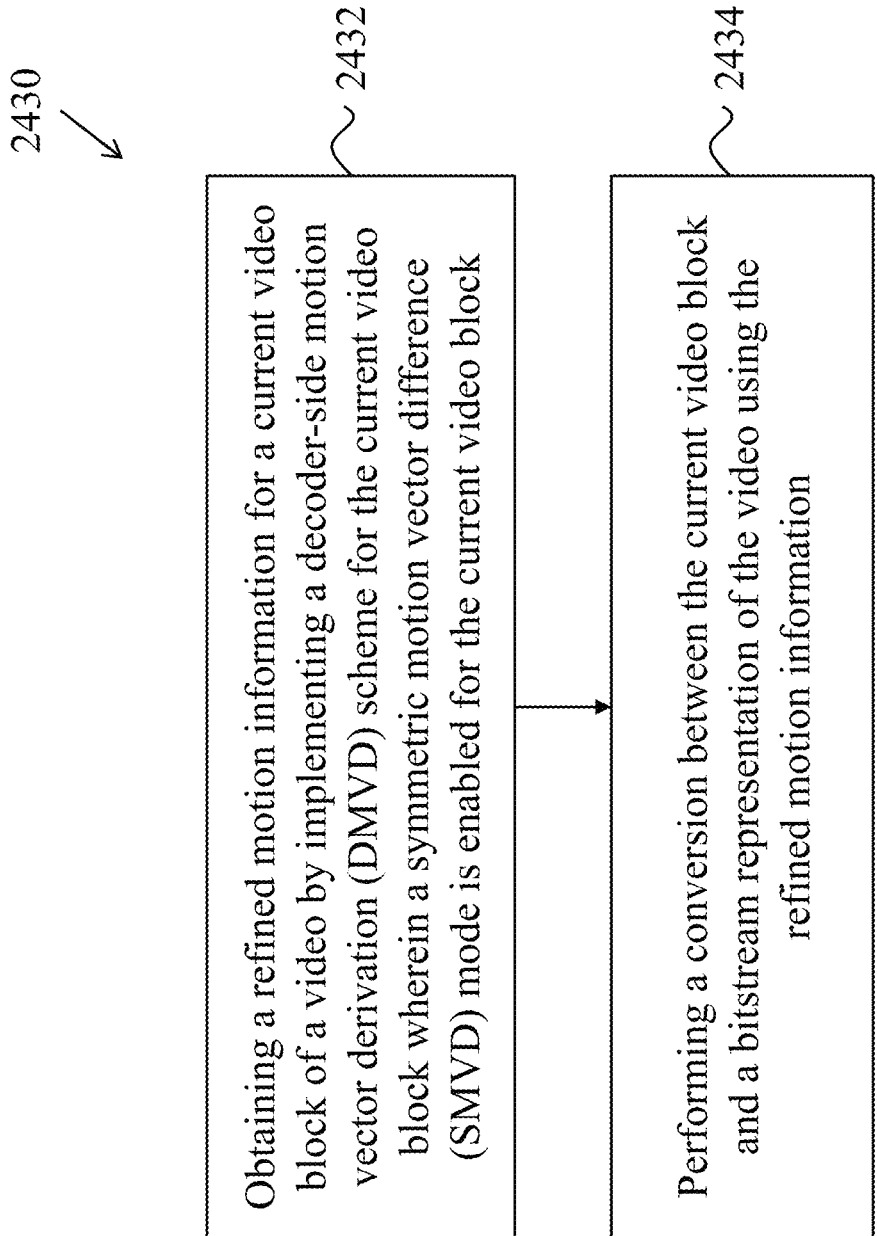 2430
Obtaining a refined motion information for a current video
block of a video by implementing a decoder-side motion
vector derivation (DMVD) scheme for the current video
block wherein a symmetric motion vector difference
(SMVD) mode is enabled for the current video block
2432
Performing a conversion between the current video block
and a bitstream representation of the video using the
refined motion information
2434